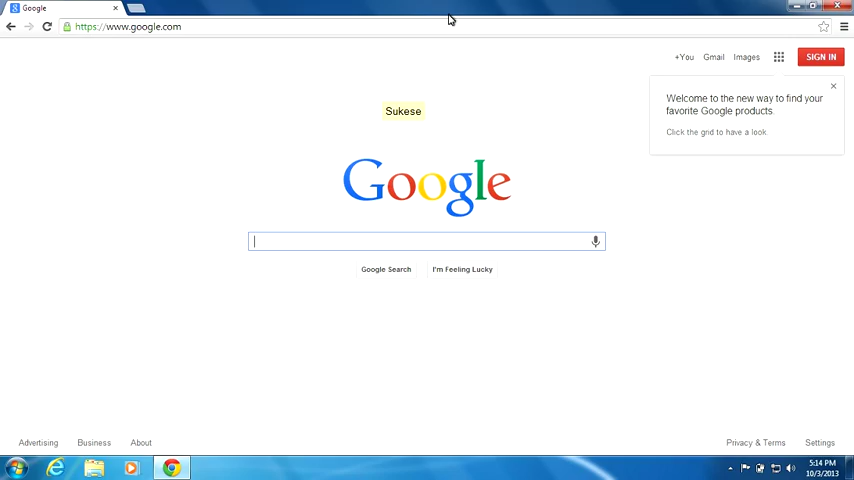 Google
https://www.google.com
+You Gmail Images SIGN IN
Welcome to the new way to find your
favorite Google products
Click the grid to have a look.
Sukese
Google
Google Search I'm Feeling Lucky
Advertising Business About Privacy & Terms Settings
5:14 PM
10/3/2013